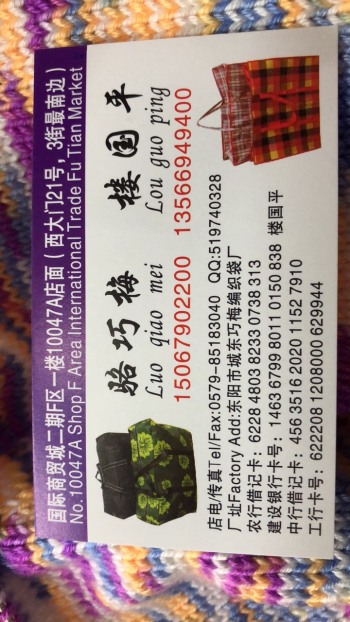 国际商贸城二期F区一楼10047A店面（西大门21号，3街最南边）
No.10047A Shop F Area International Trade Fu Tian Market
骆巧梅 楼国平
Luo qiao mei Lou guo ping
15067902200 13566949400
店电/传真Tel/Fax:0579-85183040 QQ:519740328
厂址Factory Add:东阳市城东巧梅编织袋厂
农行借记卡：6228 4803 8233 0738 313
建设银行卡号：1463 6799 8011 0150 838 楼国平
中行借记卡：456 3516 2020 1152 7910
工行卡号：622208 1208000 629944